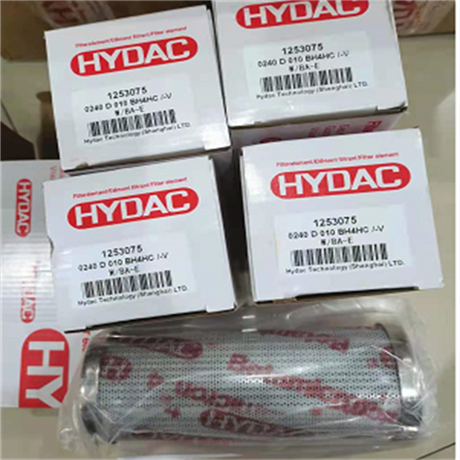 Filterelement/Element filtrant/Filter element
HYDAC
1253075
0240 D 010 BH4HC /-V
W/BA-E
Hydac Technology(Shanghai)LTD.
HYDAC
1253075
0240 D 010 BH4HC /-V
W/BA-E
Hydac Technology(Shanghai) LTD.
Filterelement/Element filtrant/Filter element
HYDAC
1253075
0240 D 010 BH4HC /-V
W/BA-E
Hydac Technology(Shanghai)LTD.
Filterelement/Element filtrant/Filter element
HYDAC
1253075
0240 D 010 BH4HC /-V
W/BA-E
Hydac Technology(Shanghai) LTD.
HYDAC
HYDAC